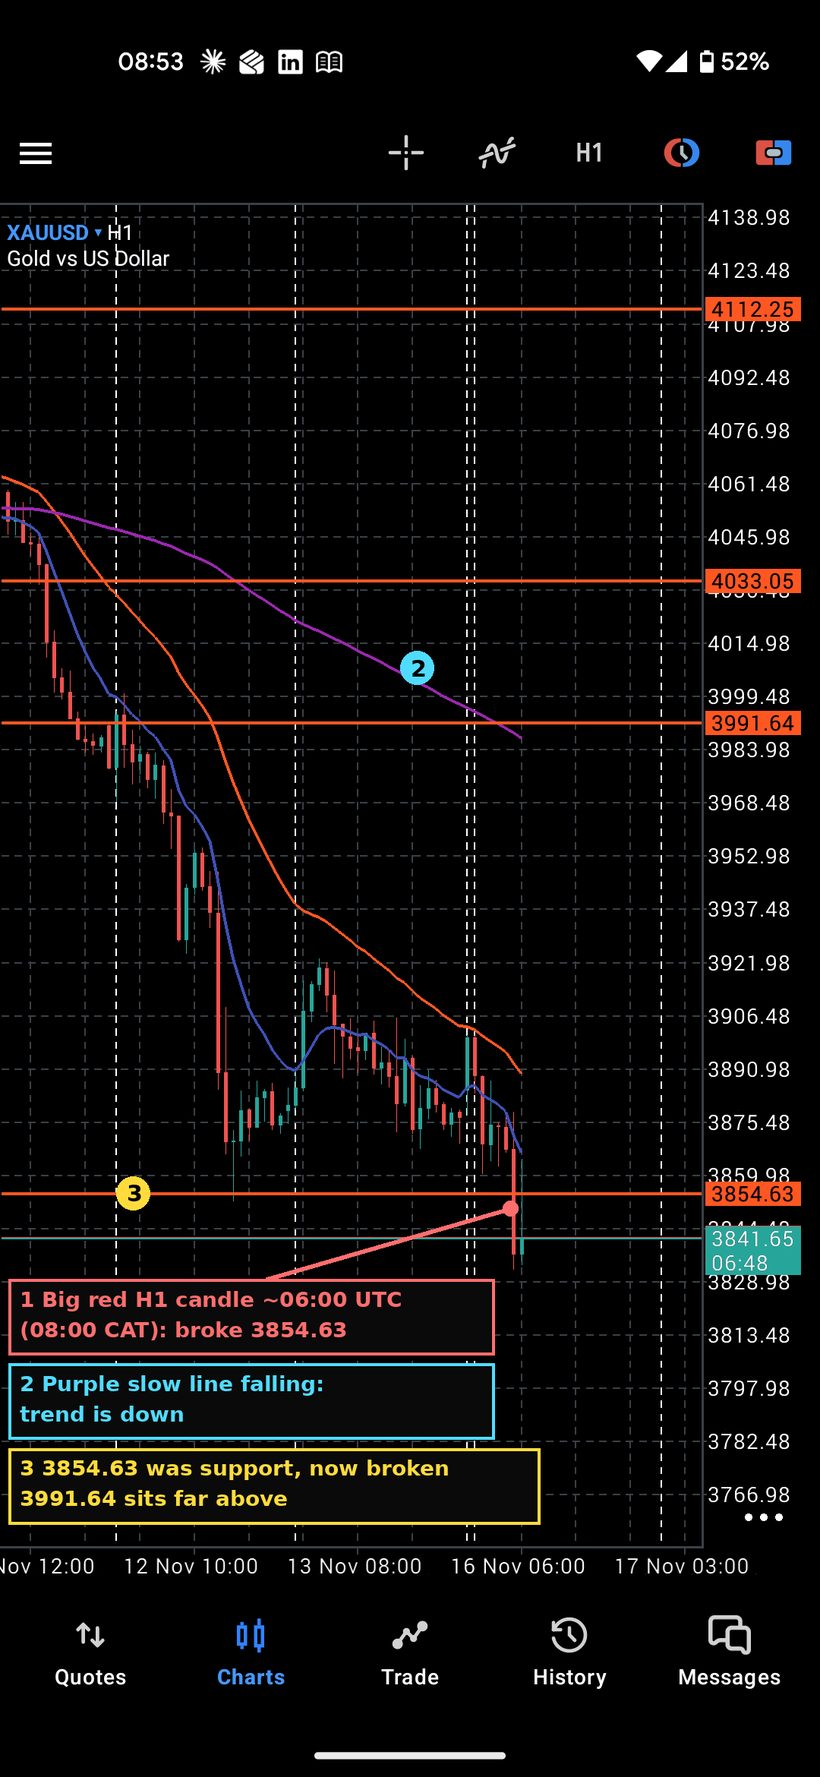 08:53
52%
H1
XAUUSD H1
Gold vs US Dollar
4138.98
4123.48
4112.25
4107.98
4092.48
4076.98
4061.48
4045.98
4033.05
4014.98
3999.48
3991.64
3983.98
3968.48
3952.98
3937.48
3921.98
3906.48
3890.98
3875.48
3859.98
3854.63
3841.65
06:48
3828.98
3813.48
3797.98
3782.48
3766.98
2
3
1 Big red H1 candle ~06:00 UTC
(08:00 CAT): broke 3854.63
2 Purple slow line falling:
trend is down
3 3854.63 was support, now broken
3991.64 sits far above
Nov 12:00
12 Nov 10:00
13 Nov 08:00
16 Nov 06:00
17 Nov 03:00
Quotes
Charts
Trade
History
Messages